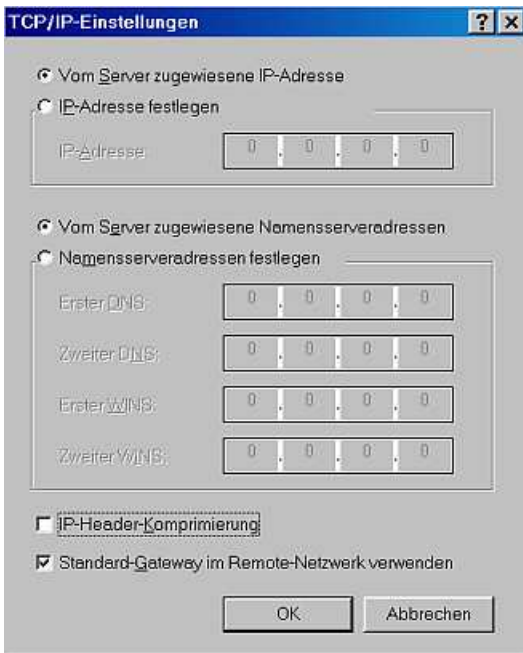 TCP/IP-Einstellungen
Vom Server zugewiesene IP-Adresse
IP-Adresse festlegen
IP-Adresse: 0 . 0 . 0 . 0
Vom Server zugewiesene Namensserveradressen
Namensserveradressen festlegen
Erster DNS: 0 . 0 . 0 . 0
Zweiter DNS: 0 . 0 . 0 . 0
Erster WINS: 0 . 0 . 0 . 0
Zweiter WINS: 0 . 0 . 0 . 0
IP-Header-Komprimierung
Standard-Gateway im Remote-Netzwerk verwenden
OK Abbrechen